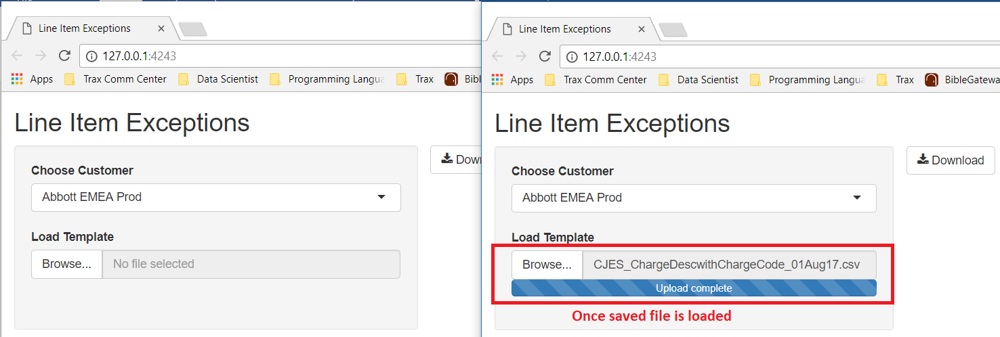 Line Item Exceptions
127.0.0.1:4243
Apps Trax Comm Center Data Scientist Programming Langua Trax Bibl
Line Item Exceptions
Choose Customer
Abbott EMEA Prod
Load Template
Browse... No file selected
Dow
Line Item Exceptions
127.0.0.1:4243
Apps Trax Comm Center Data Scientist Programming Langua Trax BibleGatewa
Line Item Exceptions
Choose Customer
Abbott EMEA Prod
Load Template
Browse... CJES_ChargeDescwithChargeCode_01Aug17.csv
Upload complete
Once saved file is loaded
Download